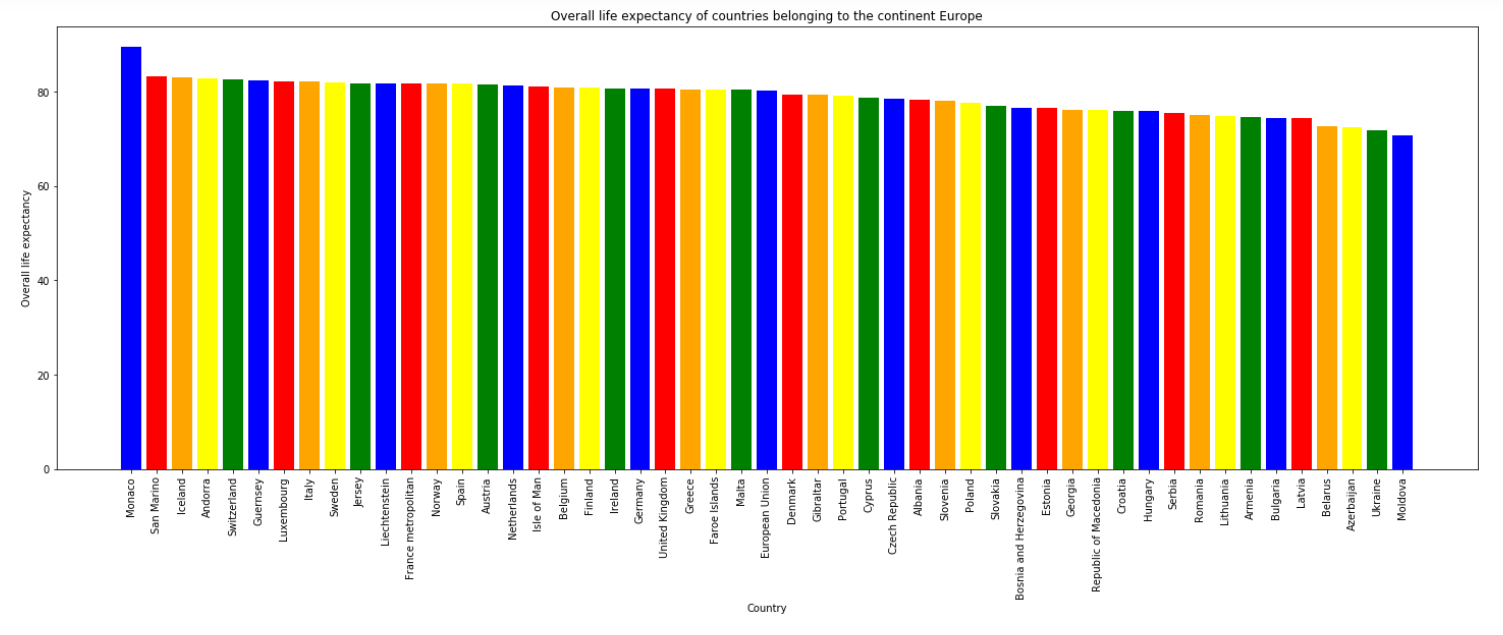 Overall life expectancy of countries belonging to the continent Europe
Overall life expectancy
80
60
40
20
0
Monaco
San Marino
Iceland
Andorra
Switzerland
Guernsey
Luxembourg
Italy
Sweden
Jersey
Liechtenstein
France metropolitan
Norway
Spain
Austria
Netherlands
Isle of Man
Belgium
Finland
Ireland
Germany
United Kingdom
Greece
Faroe Islands
Malta
European Union
Denmark
Gibraltar
Portugal
Cyprus
Czech Republic
Albania
Slovenia
Poland
Slovakia
Bosnia and Herzegovina
Estonia
Georgia
Republic of Macedonia
Croatia
Hungary
Serbia
Romania
Lithuania
Armenia
Bulgaria
Latvia
Belarus
Azerbaijan
Ukraine
Moldova
Country